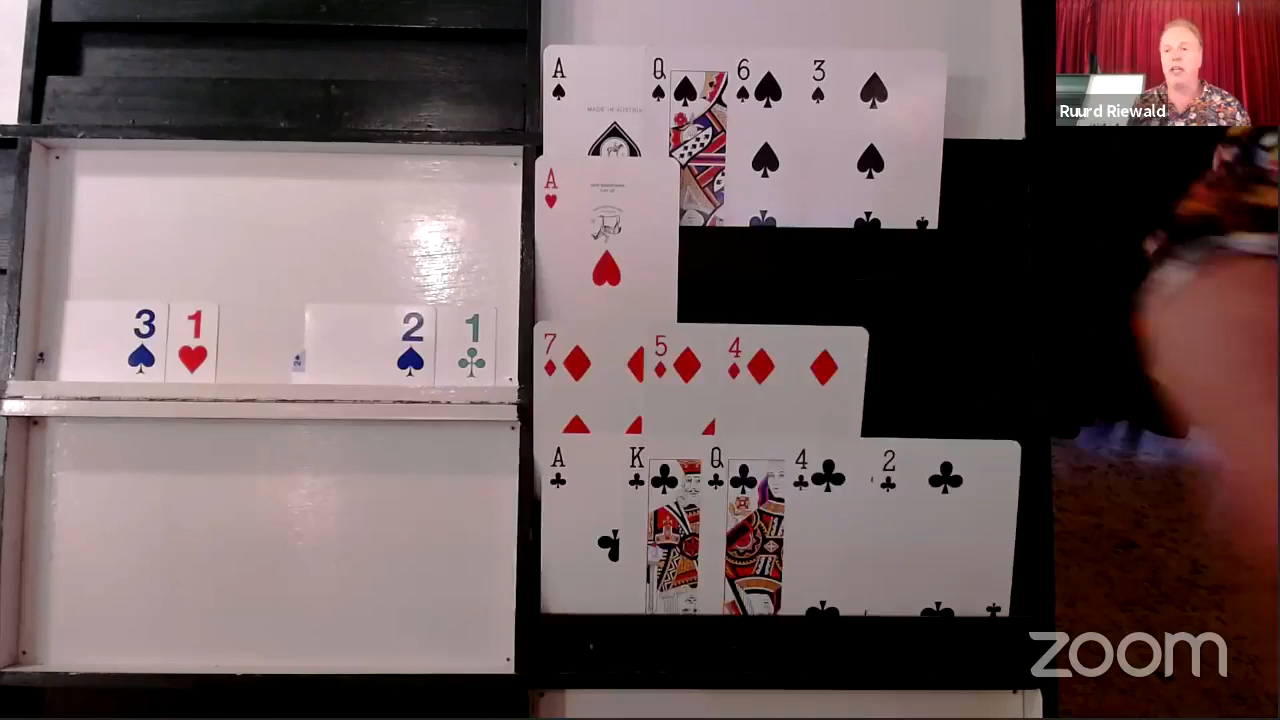 Ruurd Riewald
A Q 6 3
MADE IN AUSTRIA
A
3 1 2 1
7 5 4
A K Q 4 2
zoom